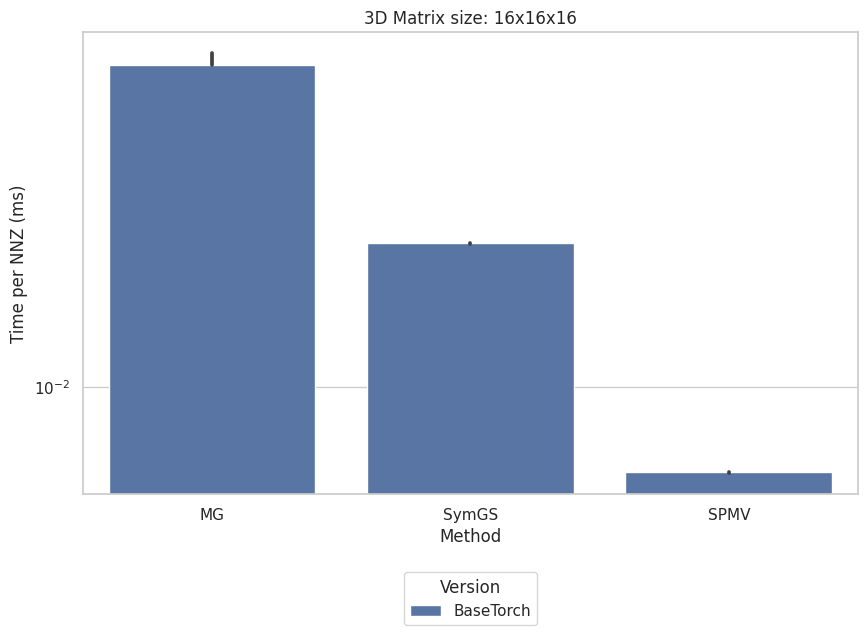 3D Matrix size: 16x16x16
Time per NNZ (ms)
10⁻²
MG SymGS SPMV
Method
Version
BaseTorch